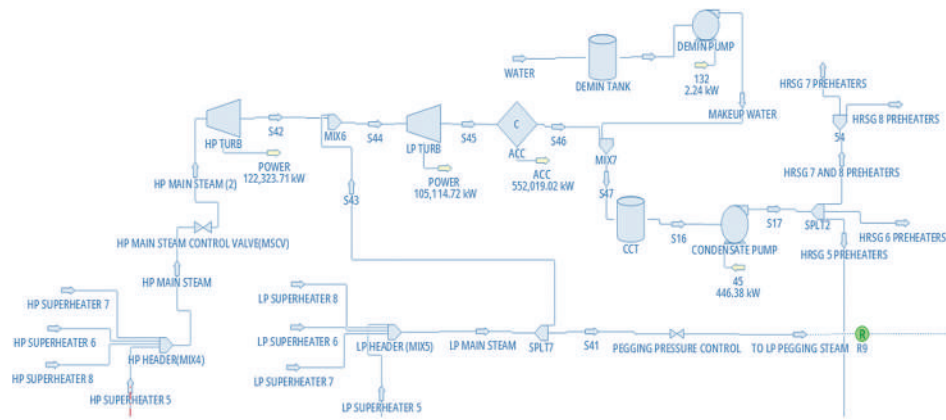 WATER
DEMIN TANK
DEMIN PUMP
132
2.24 kW
MAKEUP WATER
HRSG 7 PREHEATERS
HRSG 8 PREHEATERS
54
HRSG 7 AND 8 PREHEATERS
HP TURB
S42
MIX6
S44
LP TURB
S45
C
ACC
S46
MIX7
POWER
122,323.71 kW
POWER
105,114.72 kW
ACC
552,019.02 kW
HP MAIN STEAM (2)
S43
S47
HP MAIN STEAM CONTROL VALVE(MSCV)
CCT
S16
CONDENSATE PUMP
S17
SPLT2
HRSG 6 PREHEATERS
HRSG 5 PREHEATERS
45
446.38 kW
HP MAIN STEAM
HP SUPERHEATER 7
HP SUPERHEATER 6
HP SUPERHEATER 8
HP HEADER(MIX4)
HP SUPERHEATER 5
LP SUPERHEATER 8
LP SUPERHEATER 6
LP SUPERHEATER 7
LP HEADER (MIX5)
LP SUPERHEATER 5
LP MAIN STEAM
SPLT7
S41
PEGGING PRESSURE CONTROL
TO LP PEGGING STEAM
R
R9